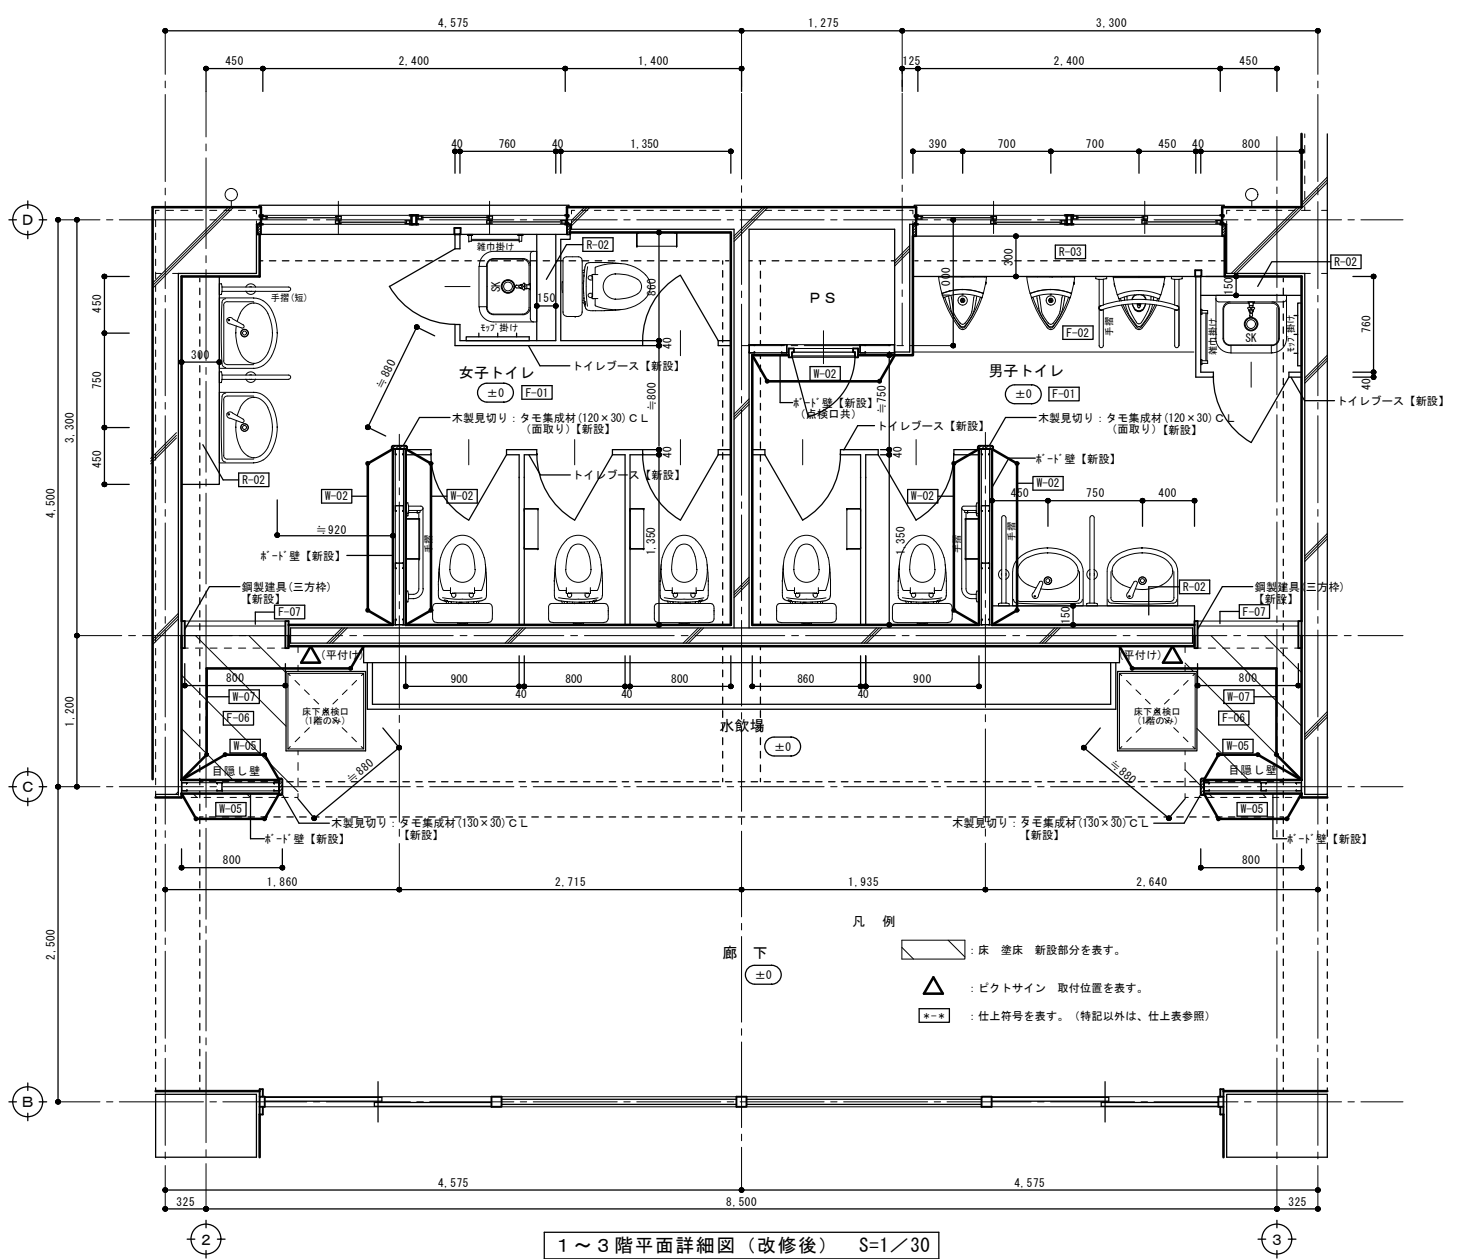 4,575
1,275
3,300
450
2,400
1,400
125
2,400
450
40
760
40
1,350
390
700
700
450
40
800
D
雑巾掛け
R-02
R-03
R-02
300
150
450
手摺(短)
SK
150
860
PS
手摺
F-02
雑巾掛け
SK
モップ掛け
760
モップ掛け
40
300
≒880
トイレブース【新設】
女子トイレ
±0
F-01
W-02
男子トイレ
±0
F-01
40
トイレブース【新設】
750
≒800
ボード壁【新設】
(点検口共)
≒750
3,300
木製見切り:タモ集成材(120×30)CL
(面取り)【新設】
木製見切り:タモ集成材(120×30)CL
(面取り)【新設】
トイレブース【新設】
40
40
450
R-02
トイレブース【新設】
ボード壁【新設】
W-02
W-02
W-02
W-02
450
750
400
4,500
≒920
手摺
1,350
1,350
手摺
手摺
ボード壁【新設】
鋼製建具(三方枠)
【新設】
F-07
R-02
150
鋼製建具(三方枠)
【新設】
F-07
(平付け)
(平付け)
800
900
40
800
40
800
860
40
900
800
1,200
W-07
F-06
床下点検口
(1階のみ)
W-05
目隠し壁
水飲場
±0
床下点検口
(1階のみ)
W-07
F-06
W-05
目隠し壁
≒880
≒880
C
W-05
W-05
木製見切り:タモ集成材(130×30)CL
【新設】
木製見切り:タモ集成材(130×30)CL
【新設】
ボード壁【新設】
ボード壁【新設】
800
800
1,860
2,715
1,935
2,640
2,500
凡 例
廊下
±0
:床 塗床 新設部分を表す。
:ピクトサイン 取付位置を表す。
*-*
:仕上符号を表す。(特記以外は、仕上表参照)
B
4,575
4,575
325
8,500
325
2
3
1～3階平面詳細図(改修後) S=1/30